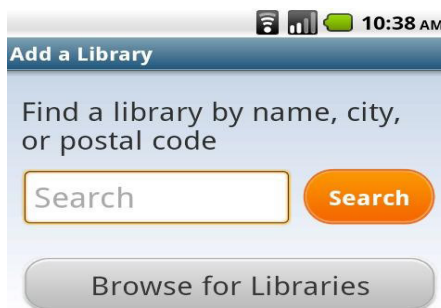 10:38 AM
Add a Library
Find a library by name, city,
or postal code
Search Search
Browse for Libraries